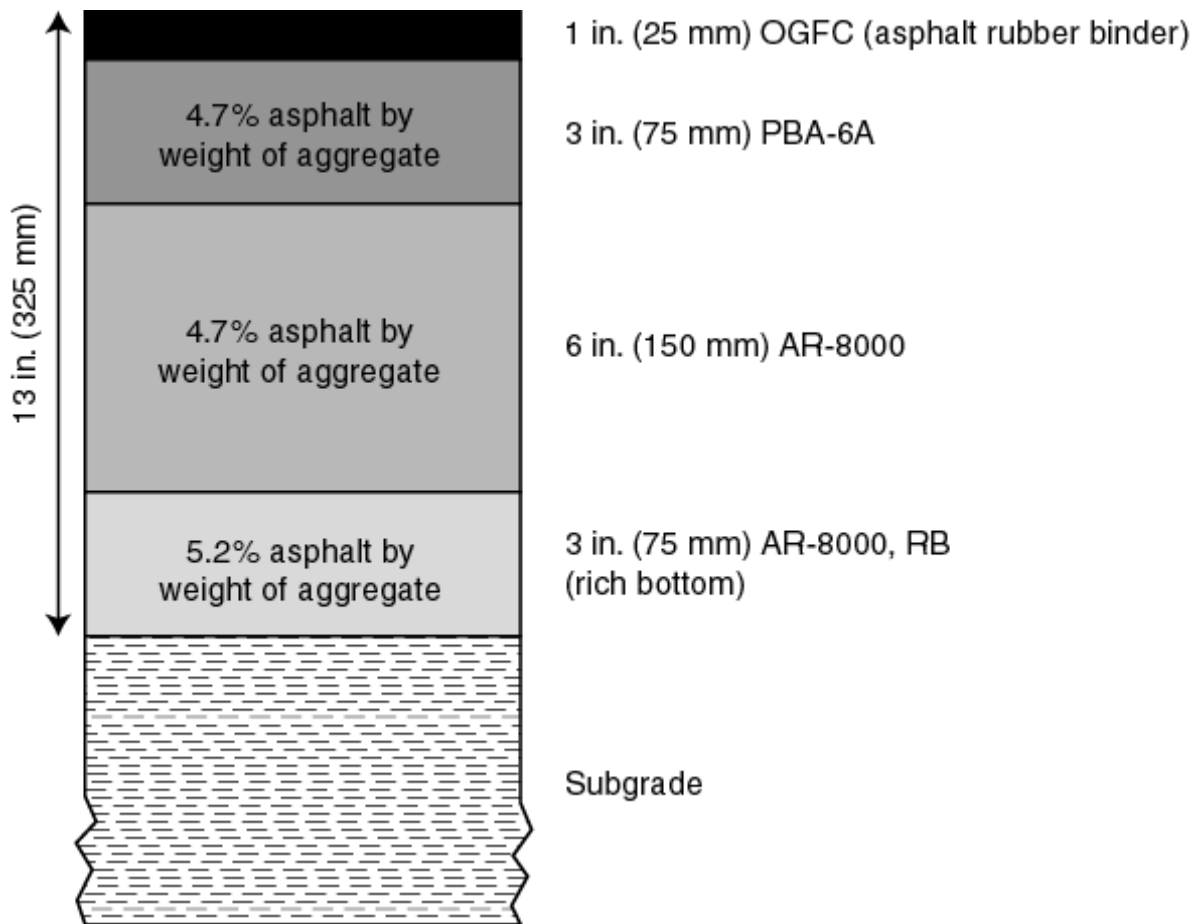 1 in. (25 mm) OGFC (asphalt rubber binder)
4.7% asphalt by
weight of aggregate
3 in. (75 mm) PBA-6A
13 in. (325 mm)
4.7% asphalt by
weight of aggregate
6 in. (150 mm) AR-8000
5.2% asphalt by
weight of aggregate
3 in. (75 mm) AR-8000, RB
(rich bottom)
Subgrade